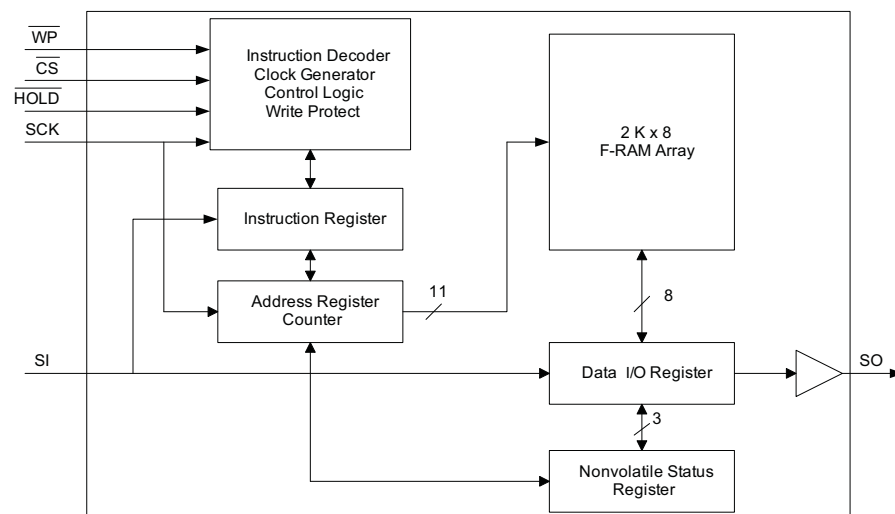 WP
CS
HOLD
SCK
Instruction Decoder
Clock Generator
Control Logic
Write Protect
2 K x 8
F-RAM Array
Instruction Register
Address Register
Counter
11
8
SI
Data I/O Register
SO
3
Nonvolatile Status
Register